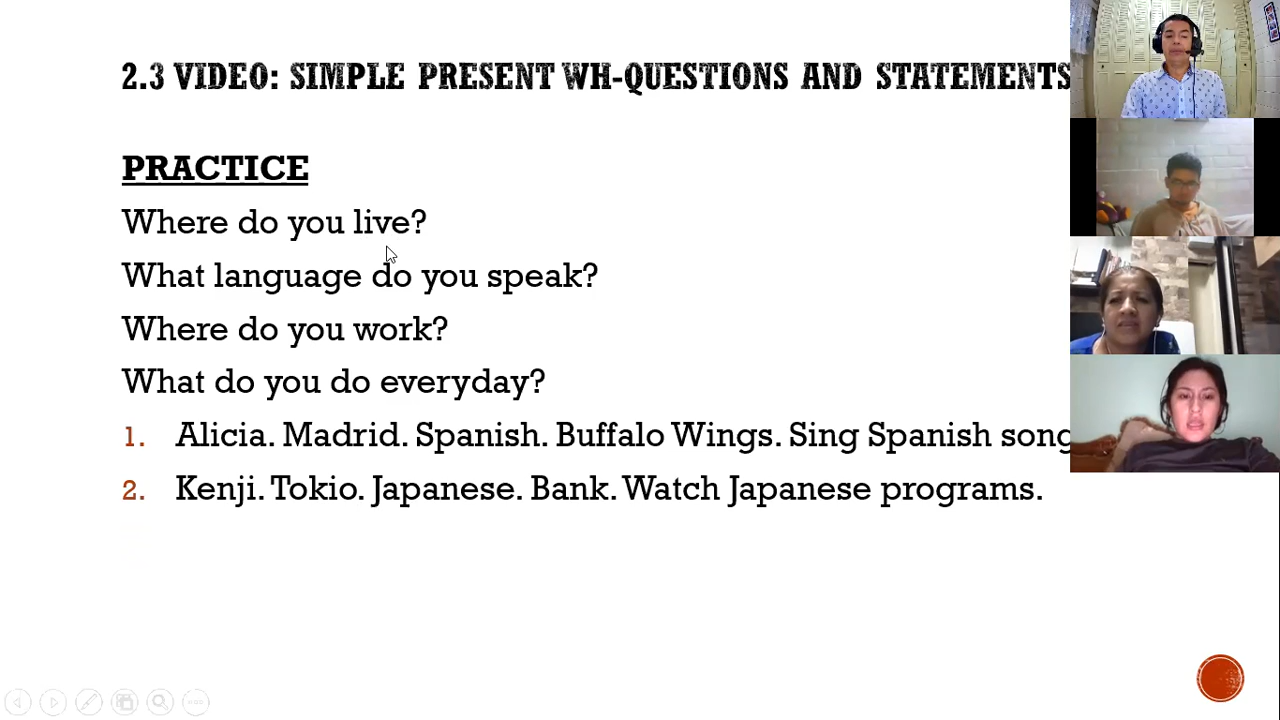 2.3 VIDEO: SIMPLE PRESENT WH-QUESTIONS AND STATEMENTS
PRACTICE
Where do you live?
What language do you speak?
Where do you work?
What do you do everyday?
1. Alicia. Madrid. Spanish. Buffalo Wings. Sing Spanish
2. Kenji. Tokio. Japanese. Bank. Watch Japanese programs.